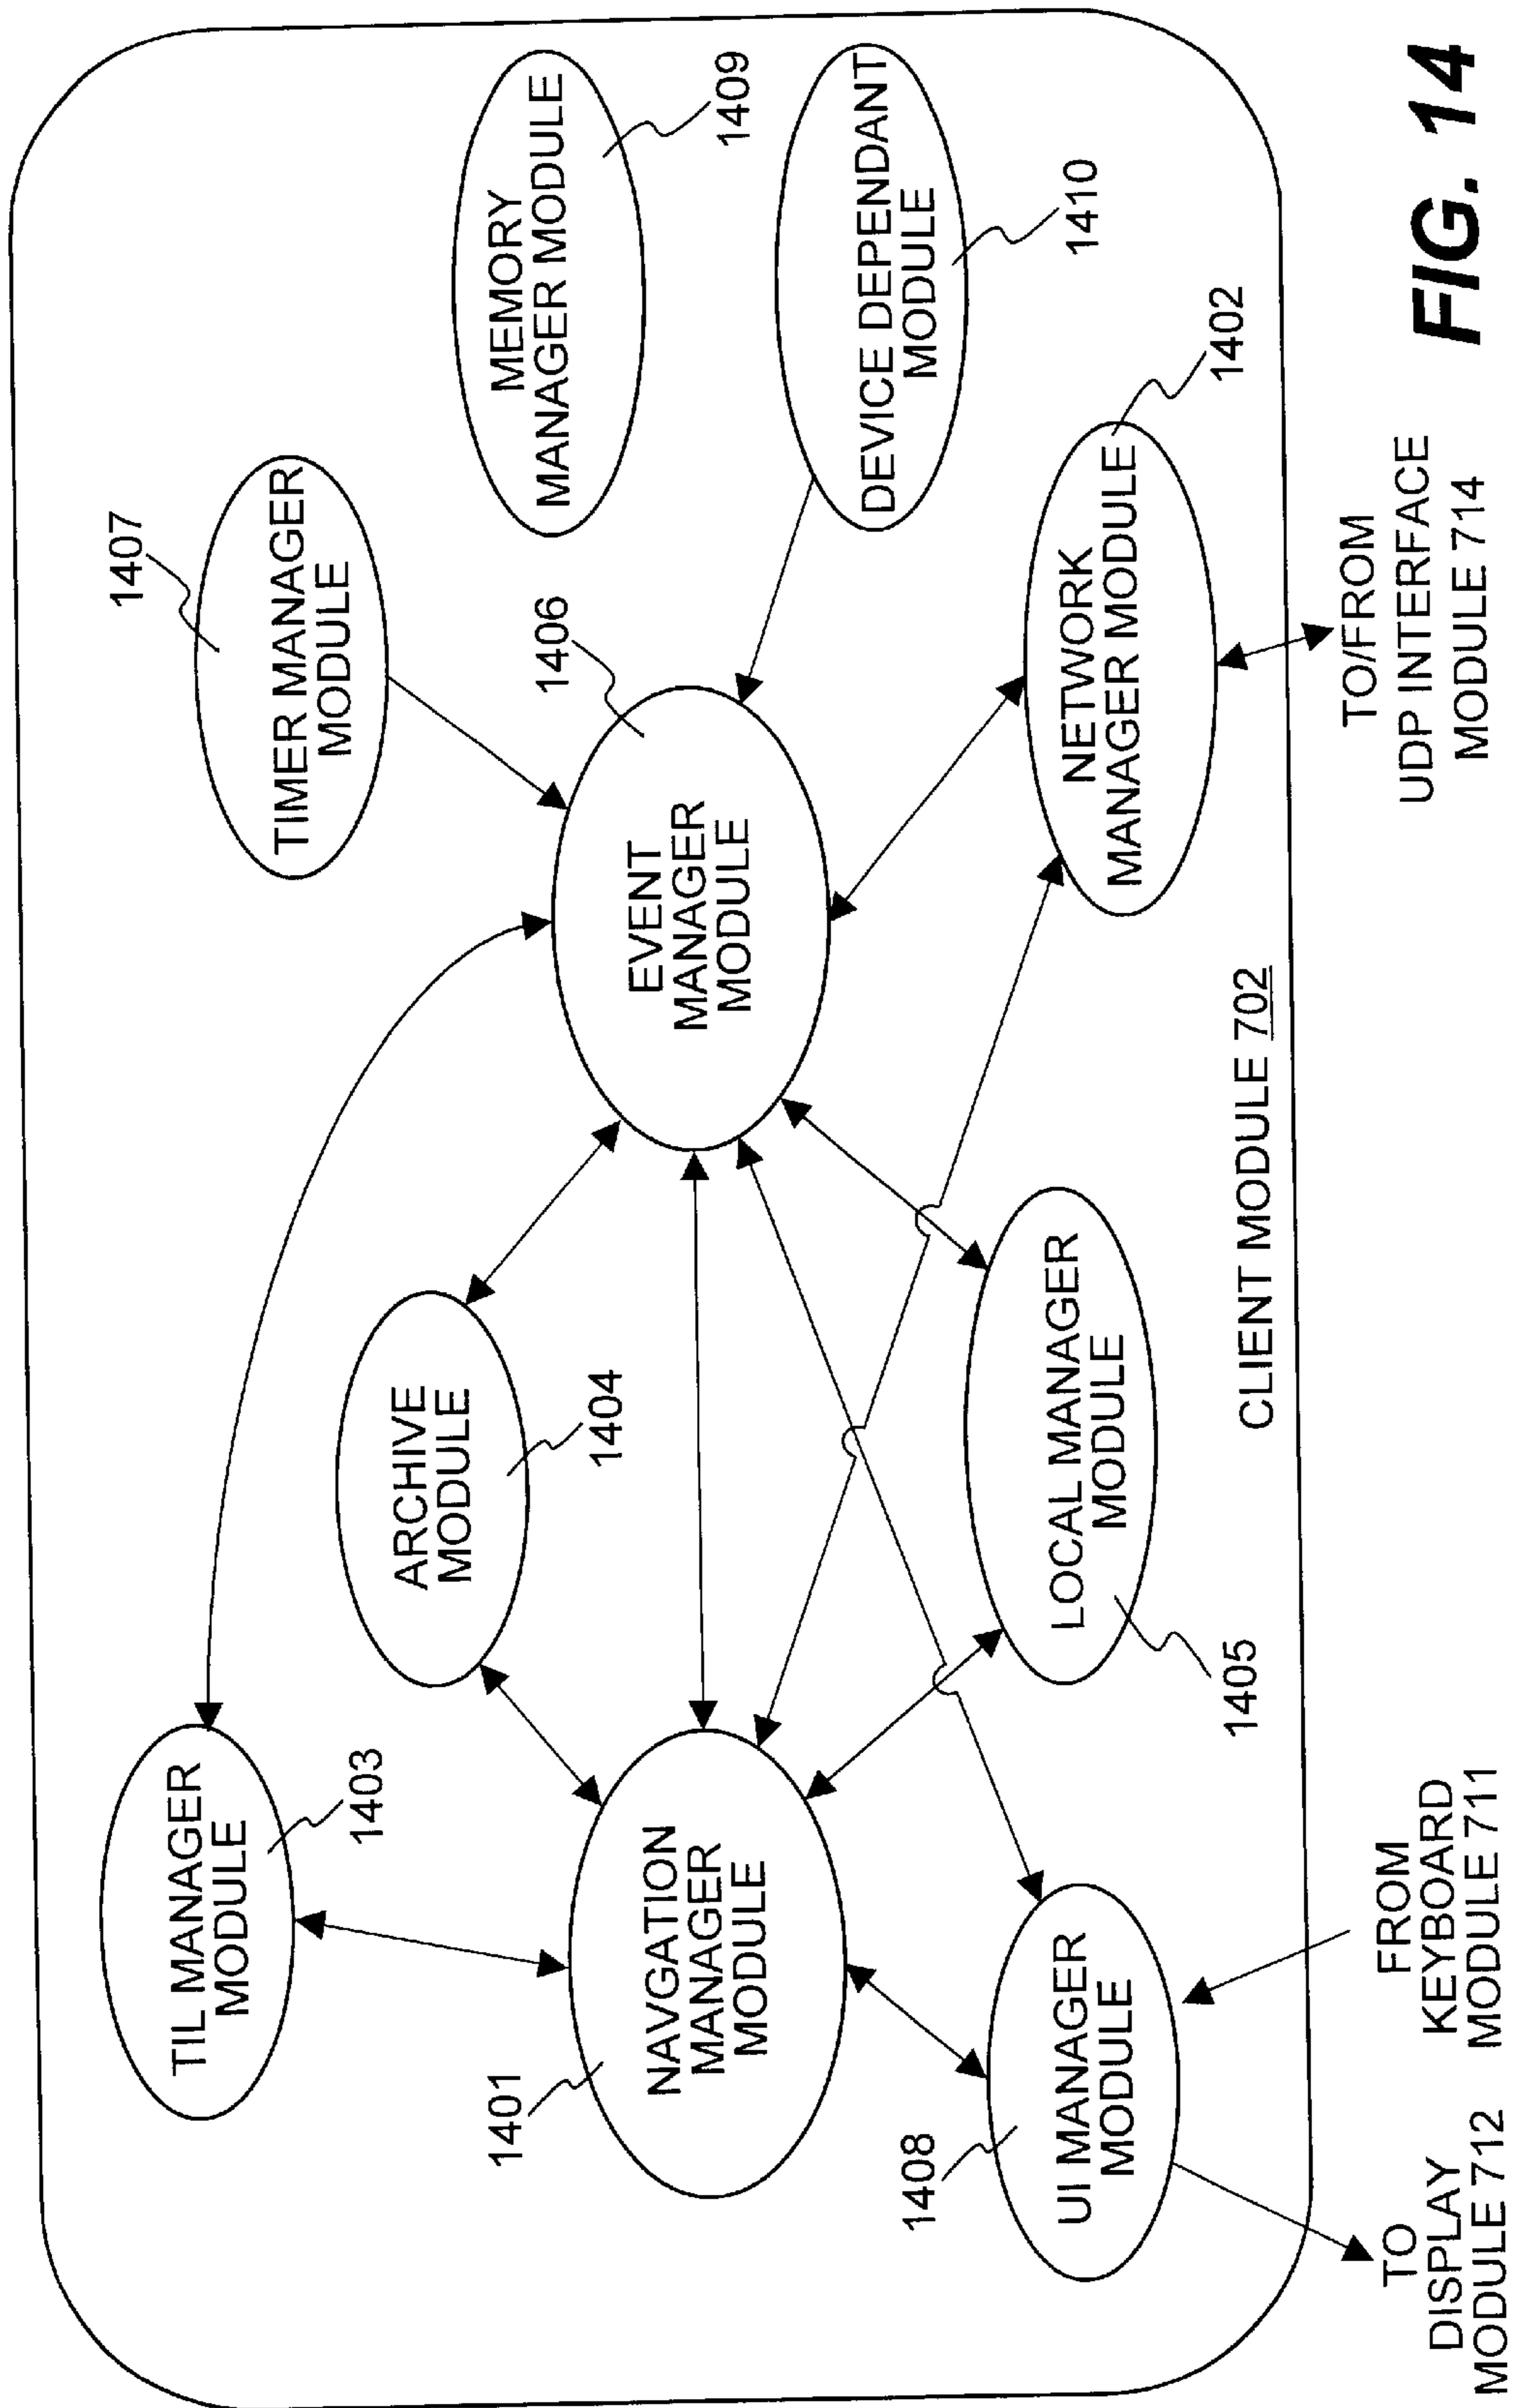 TIL MANAGER
MODULE
1403
TIMER MANAGER
MODULE
1407
ARCHIVE
MODULE
1404
MEMORY
MANAGER MODULE
1409
1401
NAVGATION
MANAGER
MODULE
EVENT
MANAGER
MODULE
1406
DEVICE DEPENDANT
MODULE
1410
1408
UI MANAGER
MODULE
LOCAL MANAGER
MODULE
1405
NETWORK
MANAGER MODULE
1402
CLIENT MODULE 702
TO
DISPLAY
MODULE 712
FROM
KEYBOARD
MODULE 711
TO/FROM
UDP INTERFACE
MODULE 714
FIG. 14